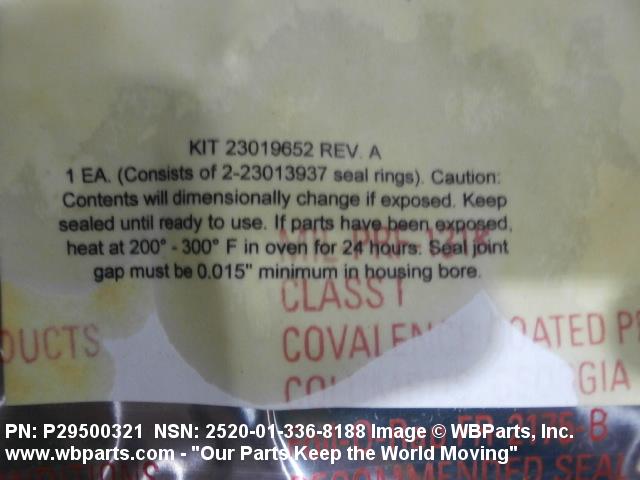 KIT 23019652 REV. A
1 EA. (Consists of 2-23013937 seal rings). Caution:
Contents will dimensionally change if exposed. Keep
sealed until ready to use. If parts have been exposed,
heat at 200° - 300° F in oven for 24 hours. Seal joint
gap must be 0.015" minimum in housing bore.
CLASS I
DUCTS COVALEN ATED P
GIA
PN: P29500321 NSN: 2520-01-336-8188 Image © WBParts, Inc.
www.wbparts.com - "Our Parts Keep the World Moving"
RECOMMENDED SEAL